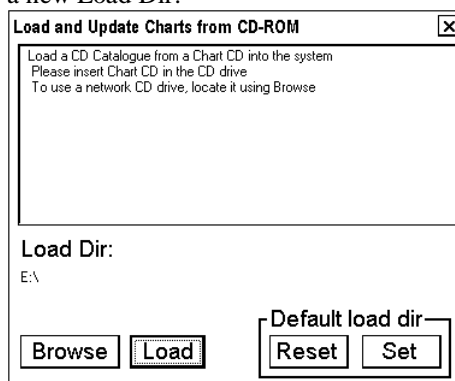 a new Load Dir.
Load and Update Charts from CD-ROM
Load a CD Catalogue from a Chart CD into the system
Please insert Chart CD in the CD drive
To use a network CD drive, locate it using Browse
Load Dir:
E:\
Default load dir
Browse Load Reset Set